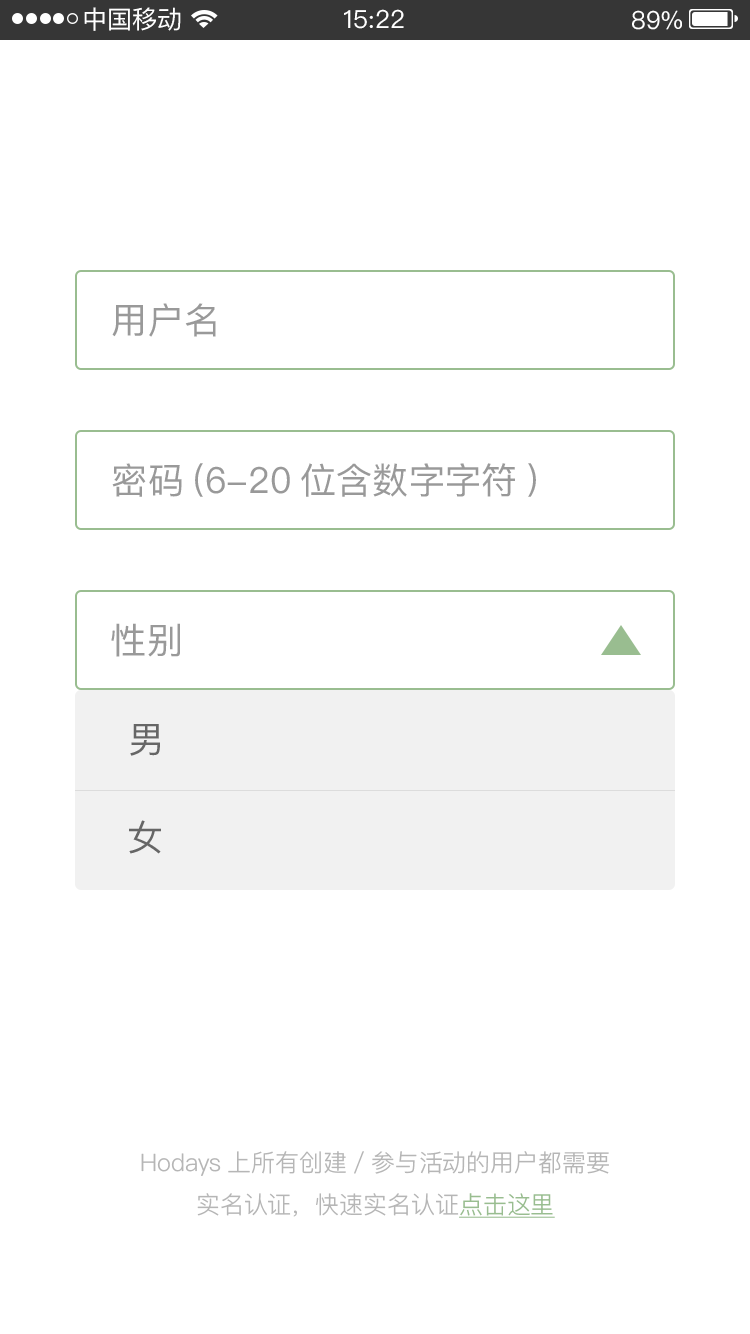 中国移动 15:22 89%
用户名
密码 (6-20 位含数字字符 )
性别
男
女
Hodays 上所有创建 / 参与活动的用户都需要
实名认证，快速实名认证点击这里